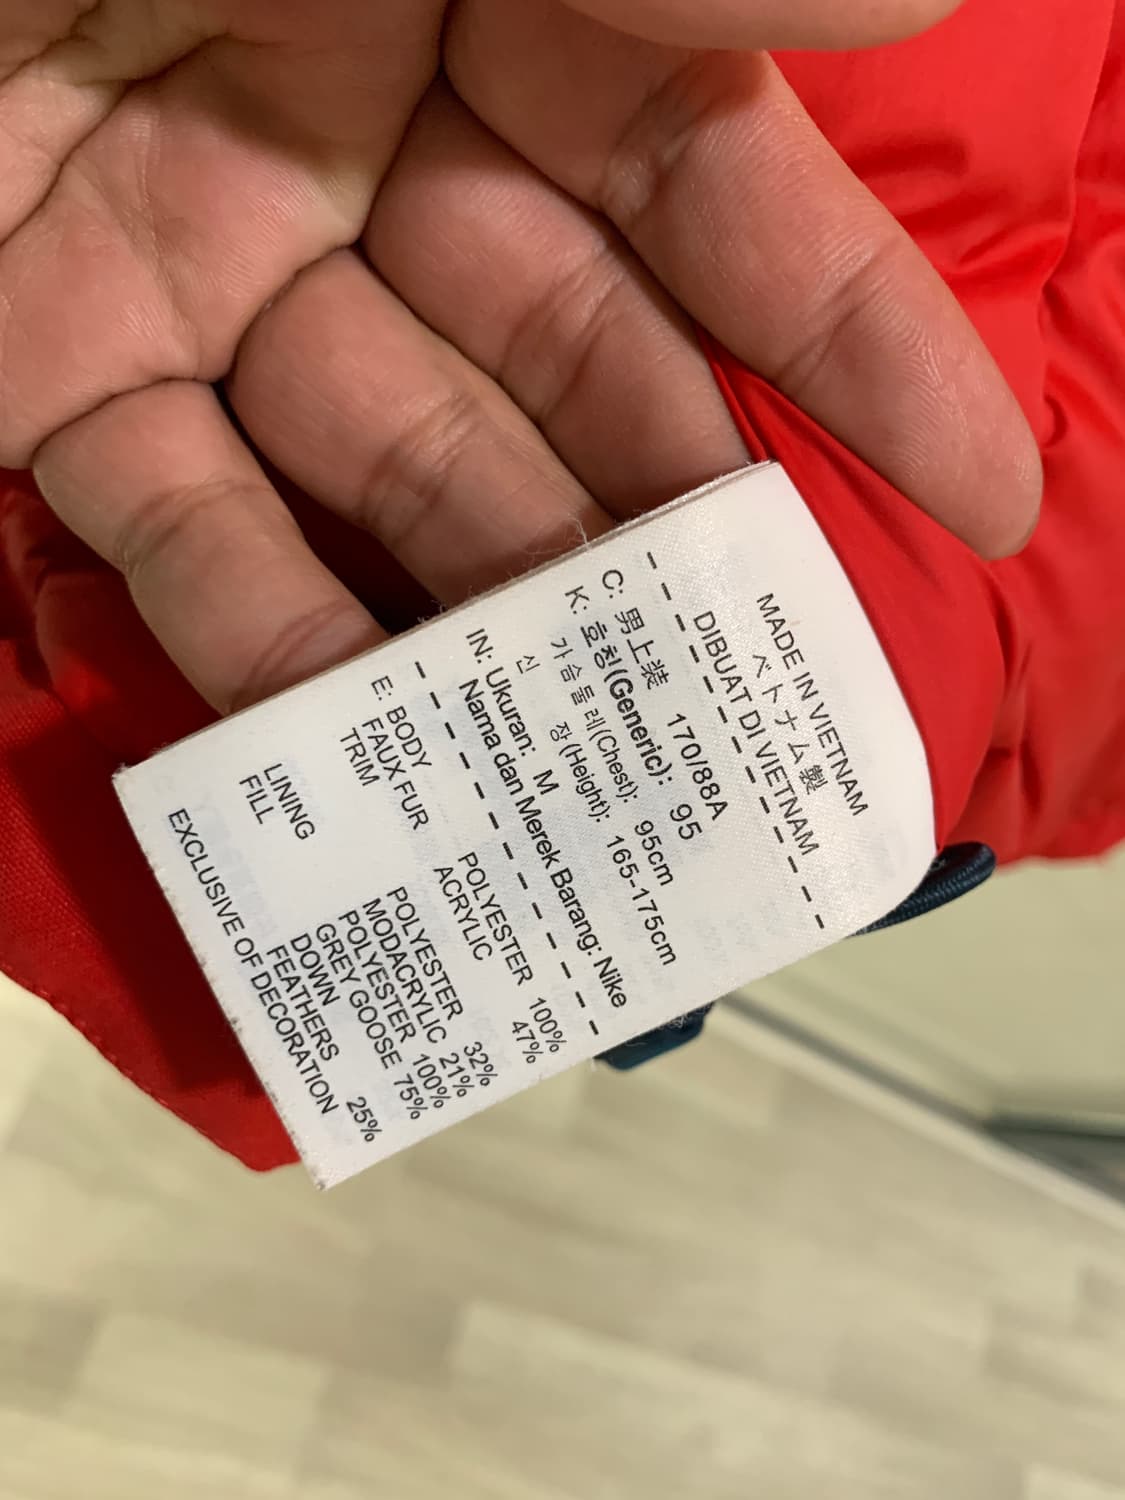 MADE IN VIETNAM
ベトナム製
DIBUAT DI VIETNAM
C: 男上装 170/88A
K: 호칭(Generic): 95
가슴둘레(Chest): 95cm
신 장(Height): 165-175cm
IN: Ukuran: M
Nama dan Merek Barang: Nike
E: BODY POLYESTER 100%
FAUX FUR ACRYLIC 47%
TRIM
POLYESTER 32%
MODACRYLIC 21%
LINING POLYESTER 100%
FILL GREY GOOSE 75%
DOWN
FEATHERS 25%
EXCLUSIVE OF DECORATION